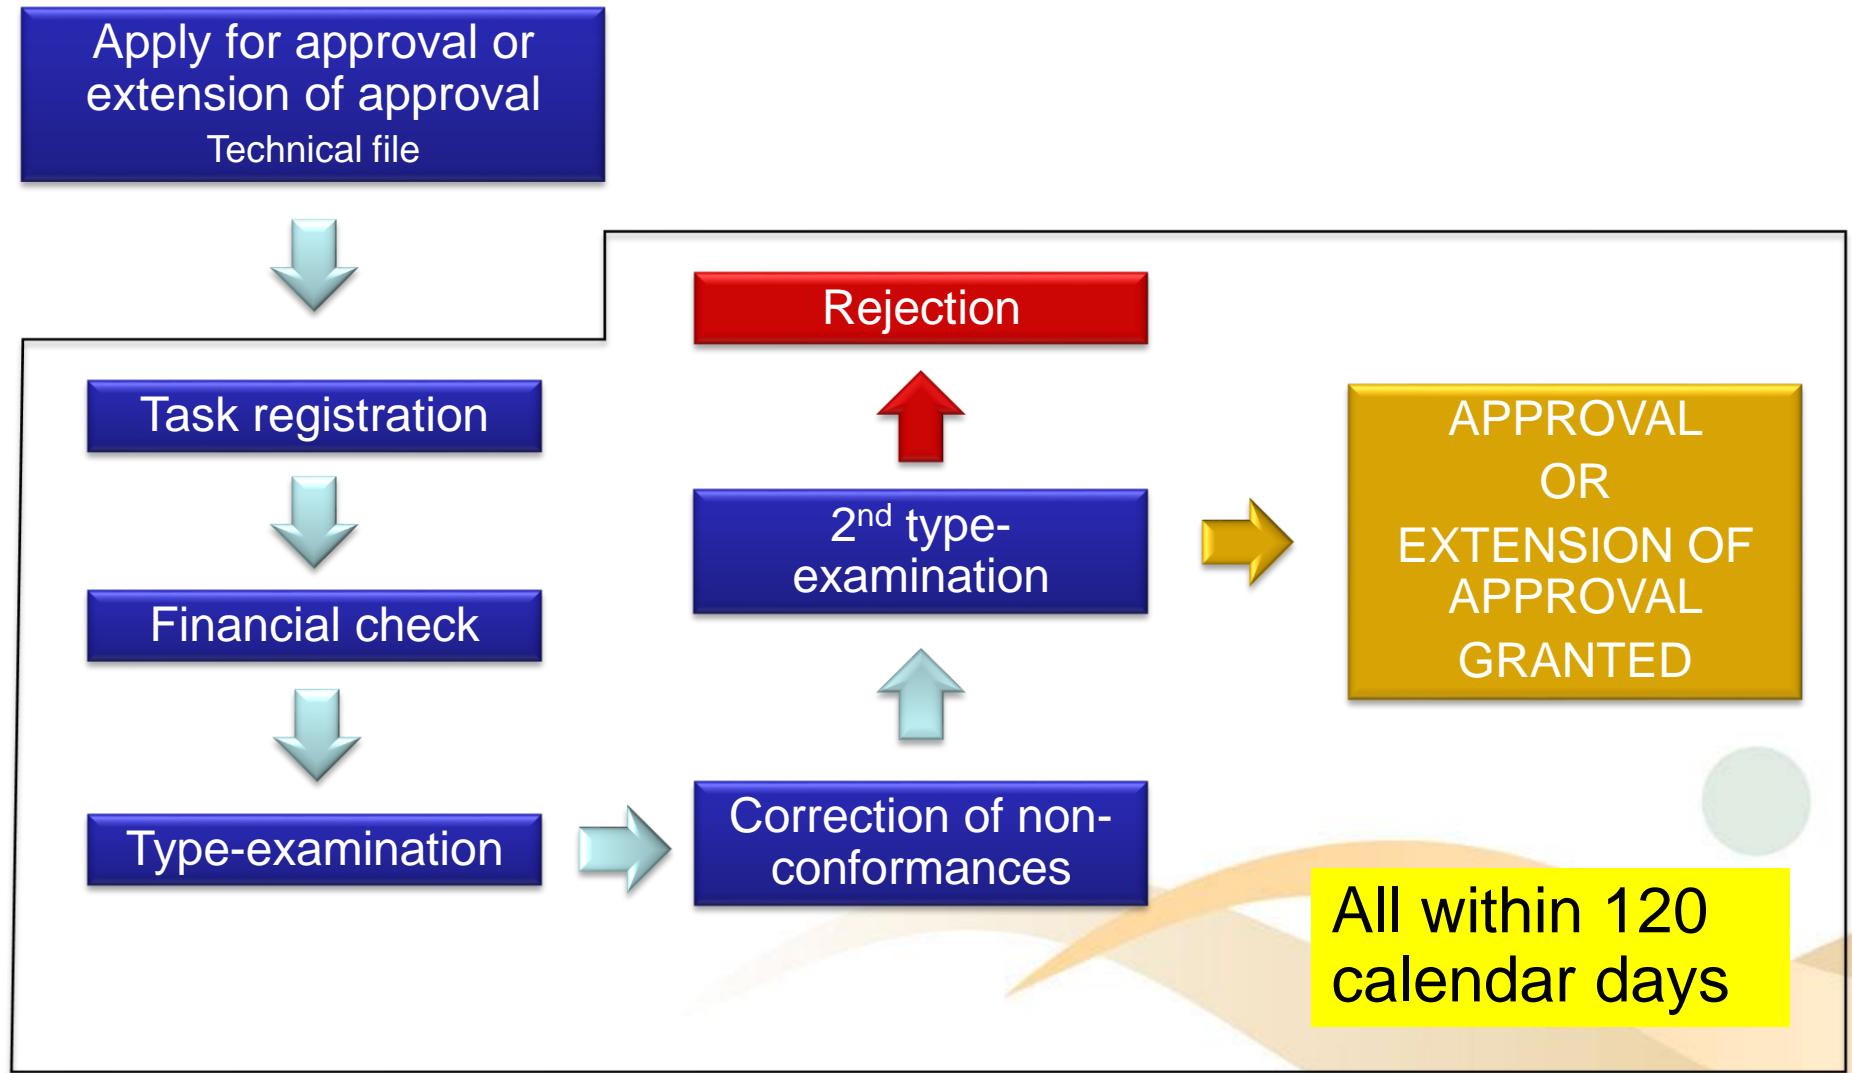 Apply for approval or
extension of approval
Technical file
Task registration
Financial check
Type-examination
Correction of non-
conformances
2nd type-
examination
Rejection
APPROVAL
OR
EXTENSION OF
APPROVAL
GRANTED
All within 120
calendar days